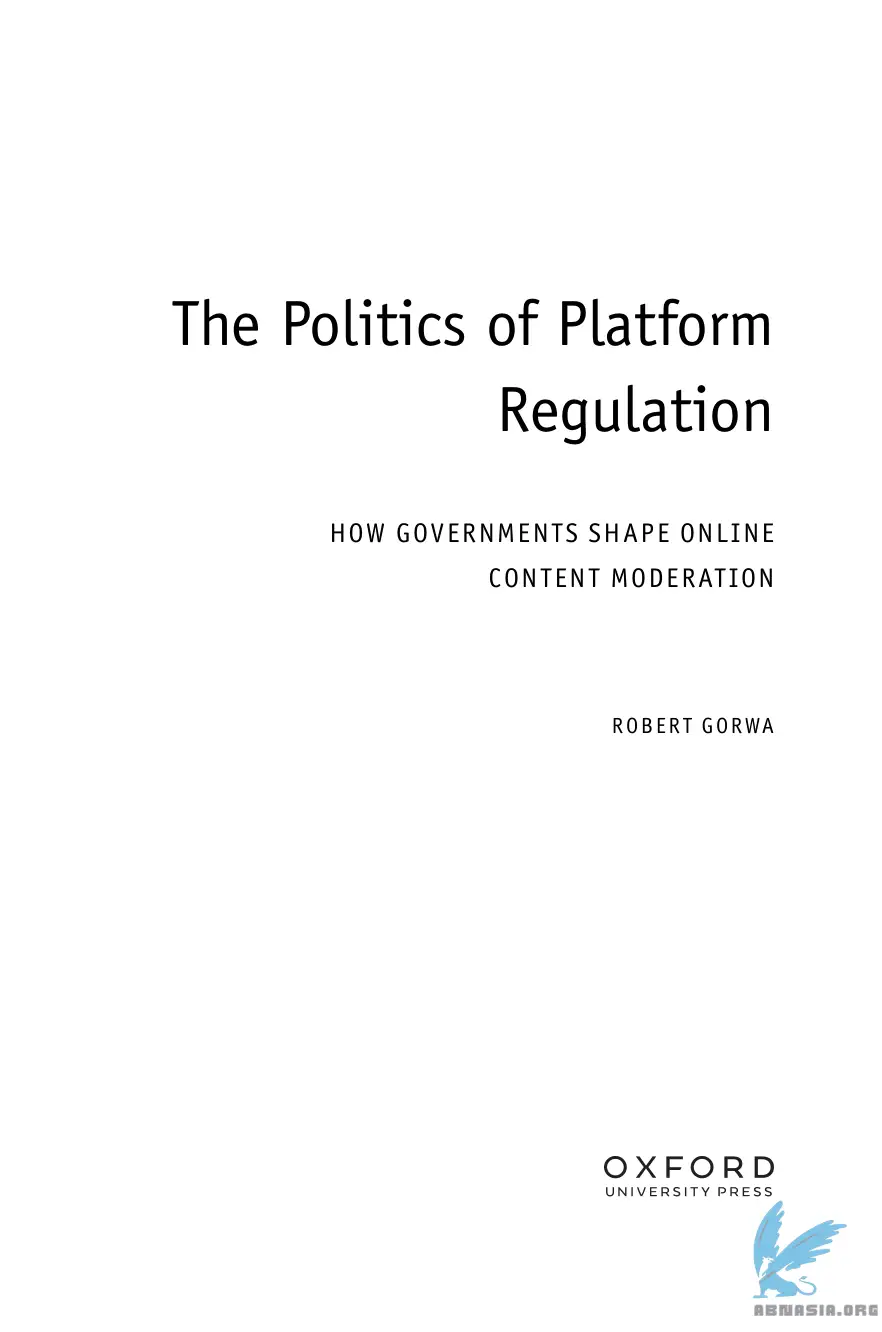 The Politics of Platform
Regulation
HOW GOVERNMENTS SHAPE ONLINE
CONTENT MODERATION
ROBERT GORWA
OXFORD
UNIVERSITY PRESS
ABNASIA.ORG